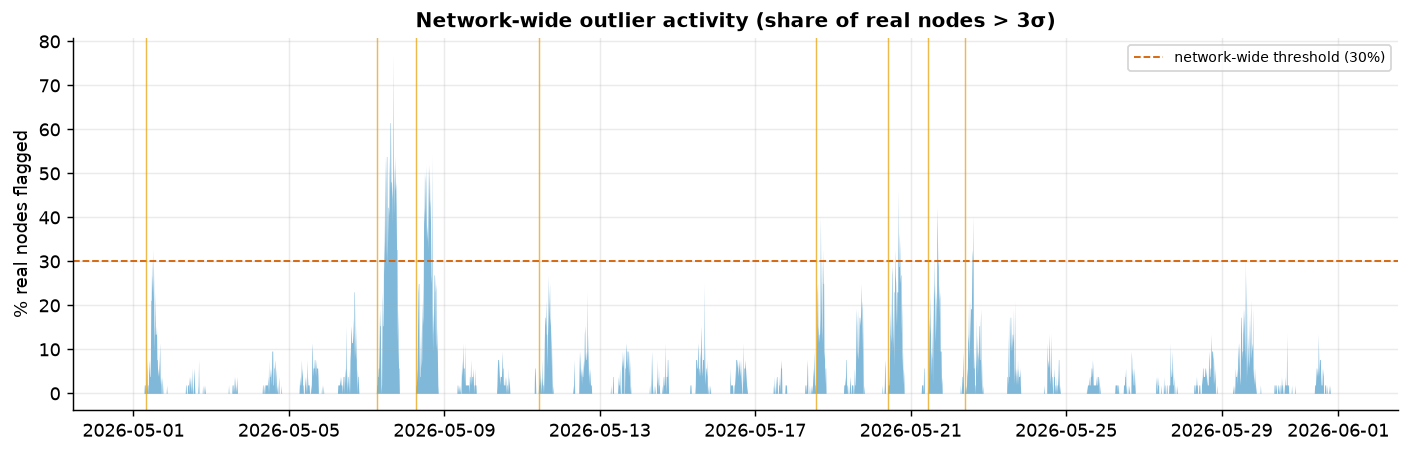 Network-wide outlier activity (share of real nodes > 3σ)
network-wide threshold (30%)
% real nodes flagged
80
70
60
50
40
30
20
10
0
2026-05-01 2026-05-05 2026-05-09 2026-05-13 2026-05-17 2026-05-21 2026-05-25 2026-05-29 2026-06-01